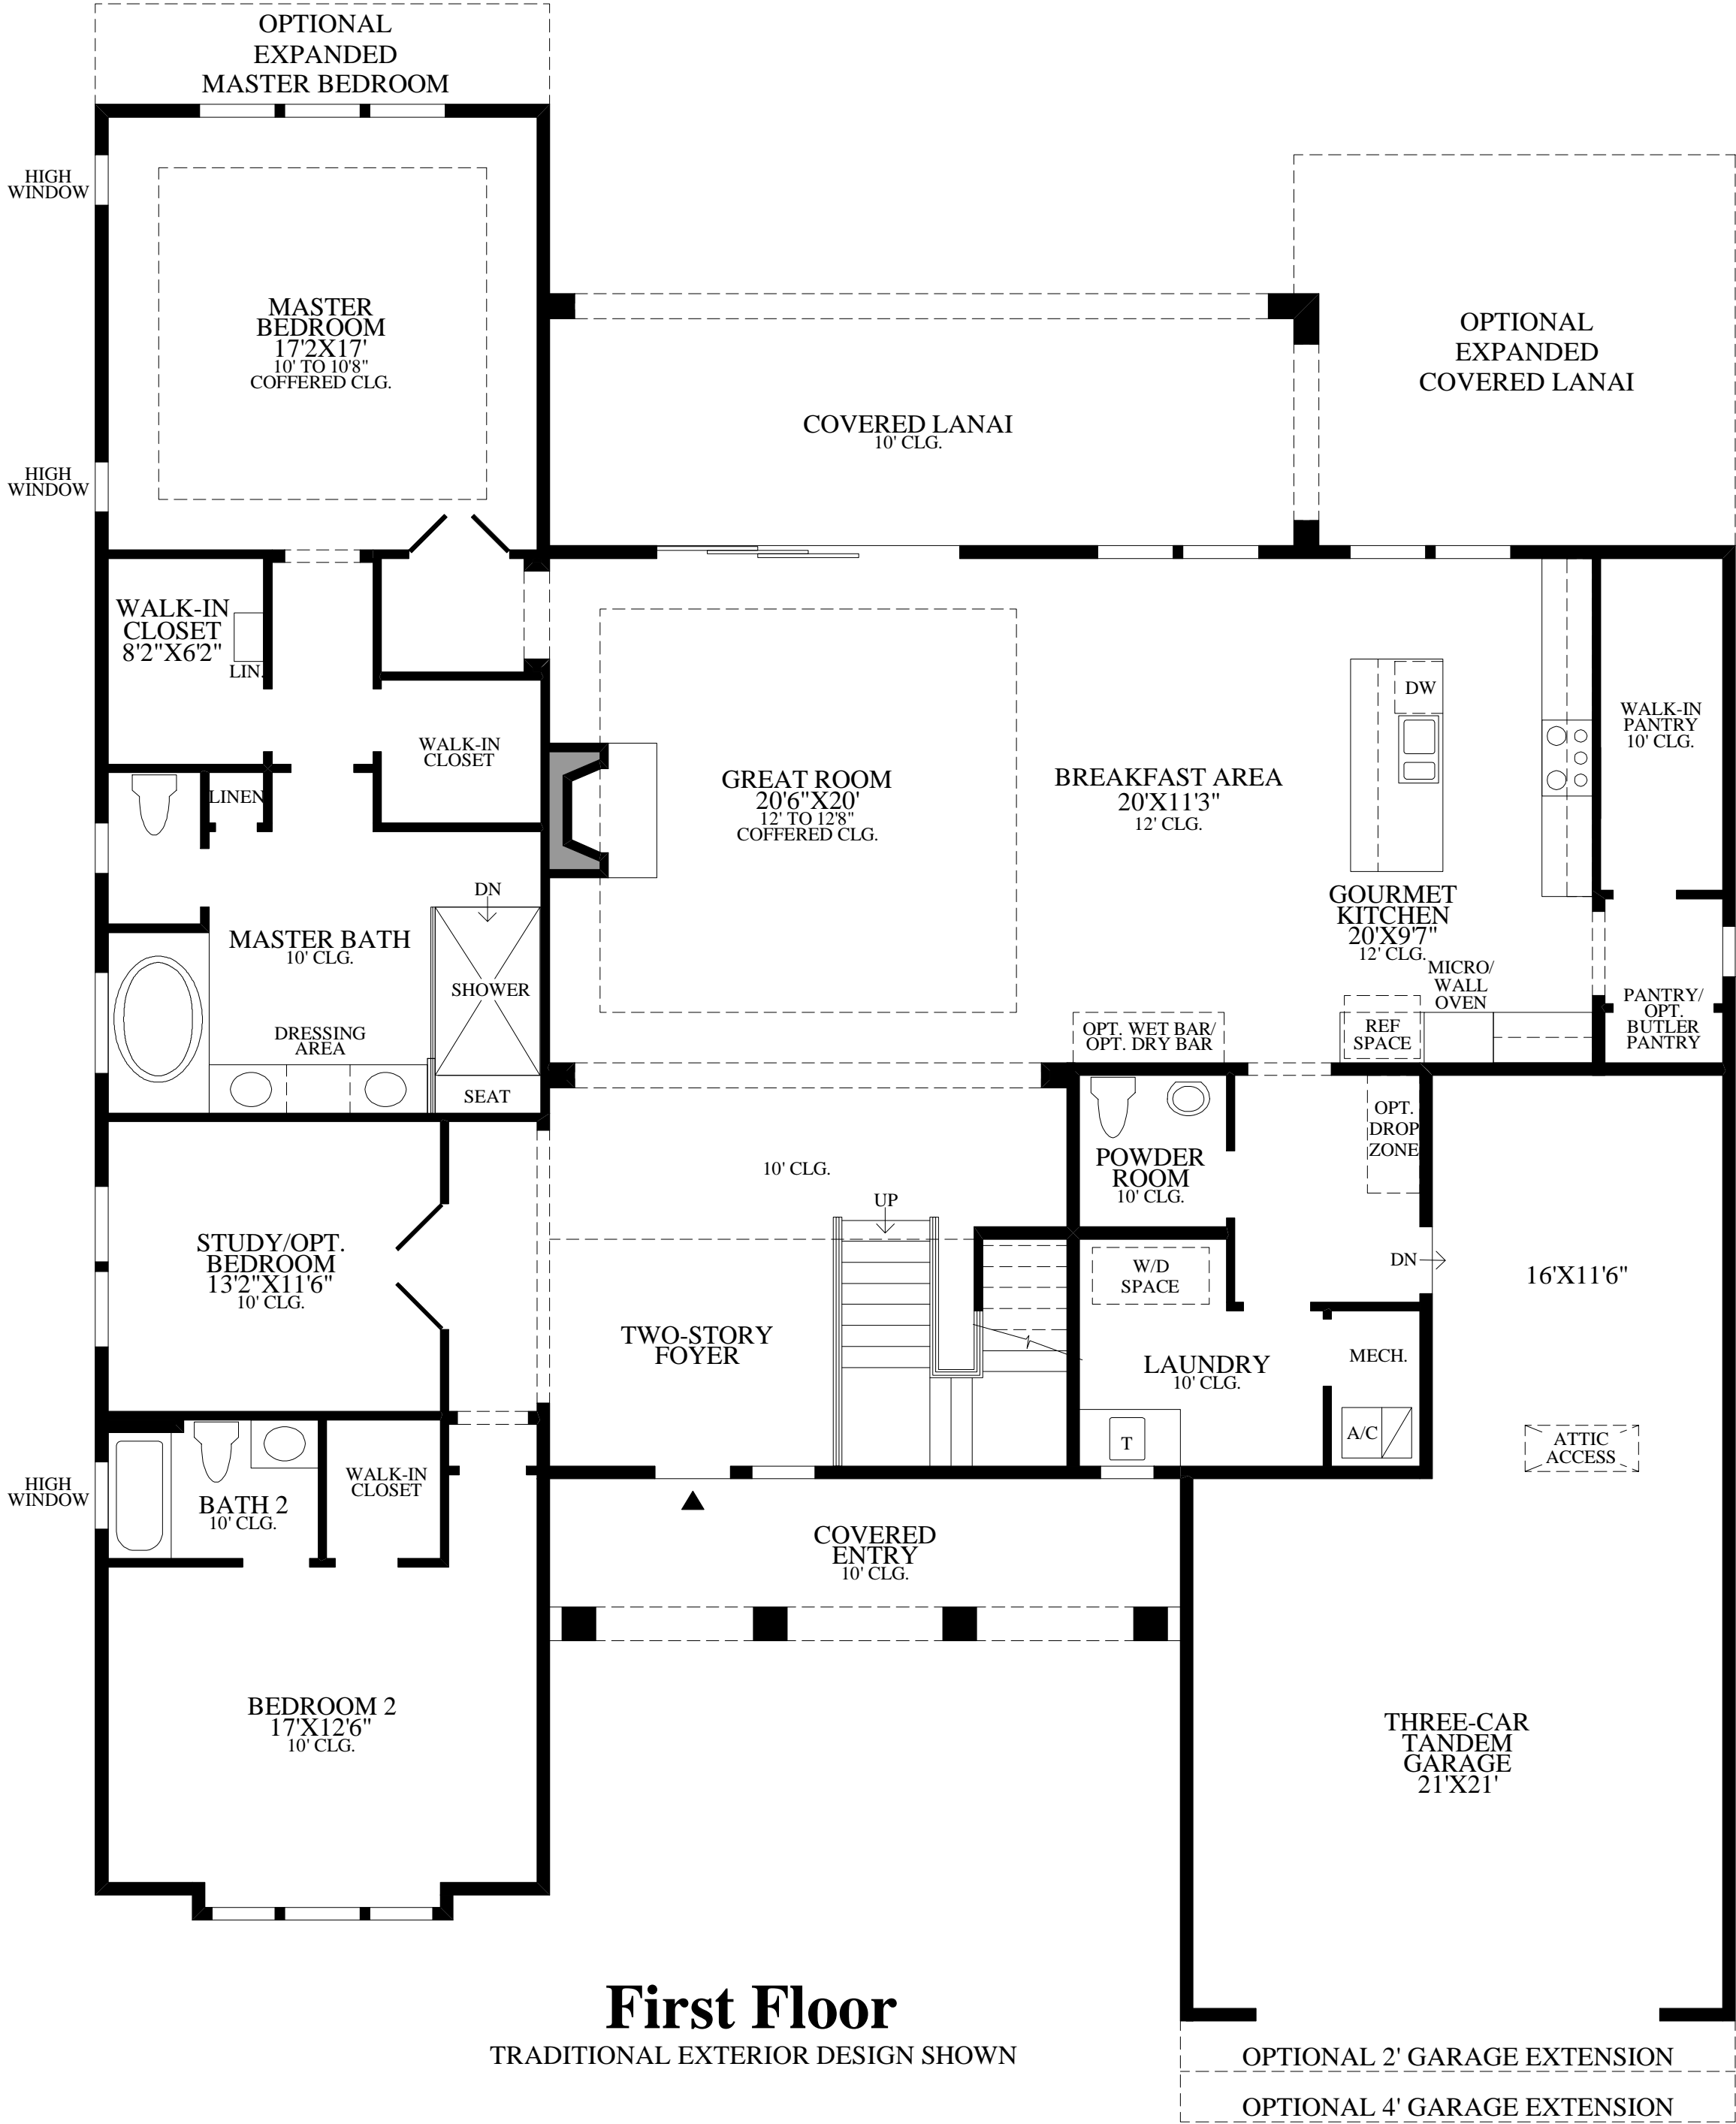 OPTIONAL
EXPANDED
MASTER BEDROOM
HIGH
WINDOW
MASTER
BEDROOM
17'2X17'
10' TO 10'8"
COFFERED CLG.
HIGH
WINDOW
COVERED LANAI
10' CLG.
OPTIONAL
EXPANDED
COVERED LANAI
WALK-IN
CLOSET
8'2"X6'2"
LIN.
WALK-IN
CLOSET
LINEN
GREAT ROOM
20'6"X20'
12' TO 12'8"
COFFERED CLG.
BREAKFAST AREA
20'X11'3"
12' CLG.
DW
WALK-IN
PANTRY
10' CLG.
GOURMET
KITCHEN
20'X9'7"
12' CLG.
MICRO/
WALL
OVEN
REF
SPACE
PANTRY/
OPT.
BUTLER
PANTRY
OPT. WET BAR/
OPT. DRY BAR
DN
MASTER BATH
10' CLG.
SHOWER
DRESSING
AREA
SEAT
10' CLG.
UP
POWDER
ROOM
10' CLG.
OPT.
DROP
ZONE
STUDY/OPT.
BEDROOM
13'2"X11'6"
10' CLG.
TWO-STORY
FOYER
W/D
SPACE
DN
16'X11'6"
LAUNDRY
10' CLG.
MECH.
A/C
T
ATTIC
ACCESS
HIGH
WINDOW
BATH 2
10' CLG.
WALK-IN
CLOSET
COVERED
ENTRY
10' CLG.
BEDROOM 2
17'X12'6"
10' CLG.
THREE-CAR
TANDEM
GARAGE
21'X21'
First Floor
TRADITIONAL EXTERIOR DESIGN SHOWN
OPTIONAL 2' GARAGE EXTENSION
OPTIONAL 4' GARAGE EXTENSION